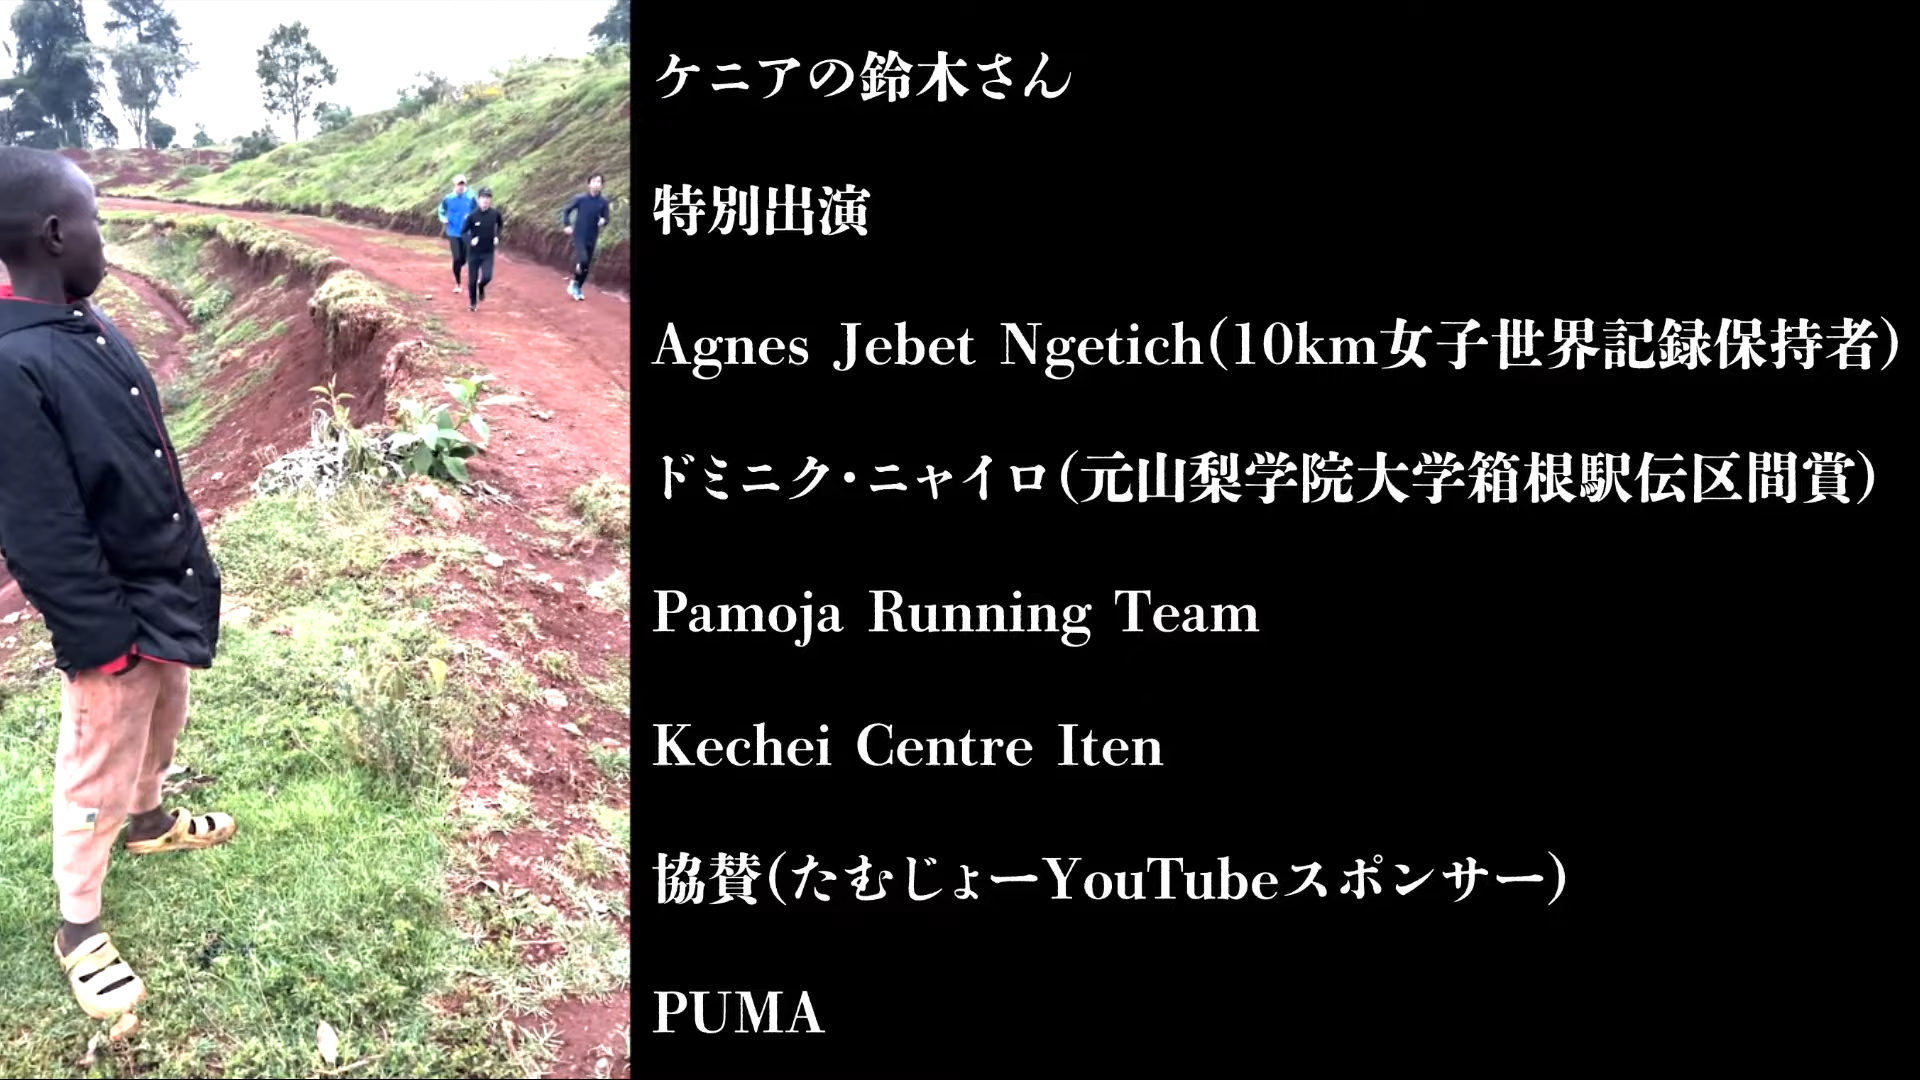 ケニアの鈴木さん
特別出演
Agnes Jebet Ngetich(10km女子世界記録保持者)
ドミニク・ニャイロ(元山梨学院大学箱根駅伝区間賞)
Pamoja Running Team
Kechei Centre Iten
協賛(たむじょーYouTubeスポンサー)
PUMA